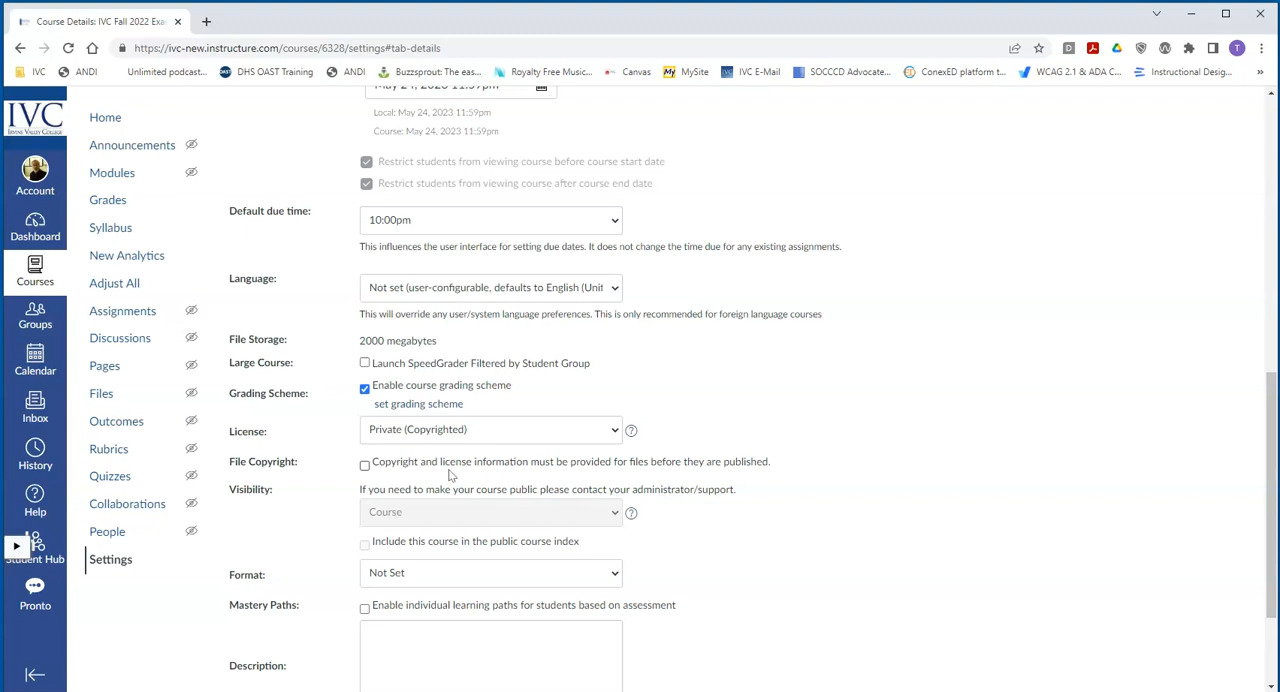 Course Details: IVC Fall 2022 Exa
https://ivc-new.instructure.com/courses/6328/settings#tab-details
T
IVC
ANDI
Unlimited podcast...
DHS OAST Training
ANDI
Buzzsprout: The eas...
Royalty Free Music...
Canvas
MySite
IVC E-Mail
SOCCCD Advocate...
ConexED platform t...
WCAG 2.1 & ADA C...
Instructional Desig...
»
IVC
IRVINE VALLEY COLLEGE
Account
Dashboard
Courses
Groups
Calendar
Inbox
History
Help
Student Hub
Pronto
Home
Announcements
Modules
Grades
Syllabus
New Analytics
Adjust All
Assignments
Discussions
Pages
Files
Outcomes
Rubrics
Quizzes
Collaborations
People
Settings
May 24, 2023 11:59pm
Local: May 24, 2023 11:59pm
Course: May 24, 2023 11:59pm
Restrict students from viewing course before course start date
Restrict students from viewing course after course end date
Default due time:
10:00pm
This influences the user interface for setting due dates. It does not change the time due for any existing assignments.
Language:
Not set (user-configurable, defaults to English (Unit
This will override any user/system language preferences. This is only recommended for foreign language courses
File Storage:
2000 megabytes
Large Course:
Launch SpeedGrader Filtered by Student Group
Grading Scheme:
Enable course grading scheme
set grading scheme
License:
Private (Copyrighted)
File Copyright:
Copyright and license information must be provided for files before they are published.
Visibility:
If you need to make your course public please contact your administrator/support.
Course
Include this course in the public course index
Format:
Not Set
Mastery Paths:
Enable individual learning paths for students based on assessment
Description: